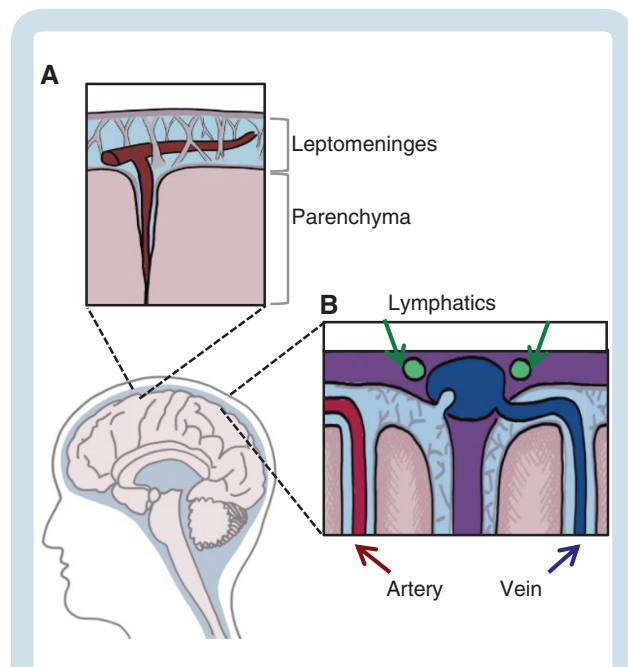 A
Leptomeninges
Parenchyma
B
Lymphatics
Artery
Vein